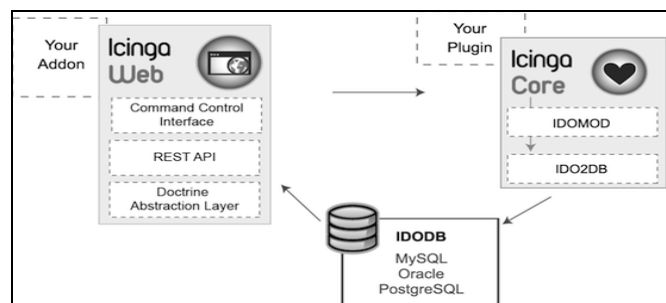 Your
Addon
Icinga
Web
Command Control
Interface
REST API
Doctrine
Abstraction Layer
Your
Plugin
Icinga
Core
IDOMOD
IDO2DB
IDODB
MySQL
Oracle
PostgreSQL